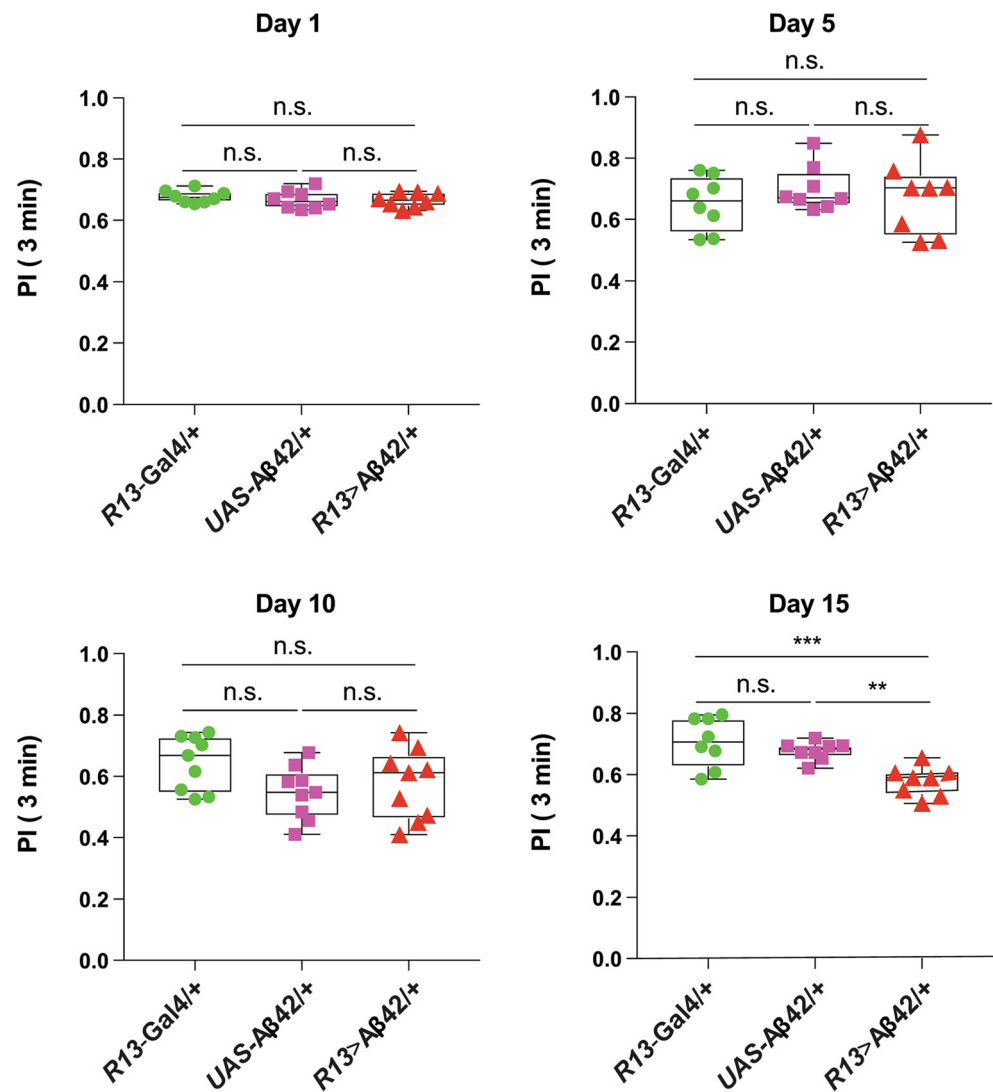 Day 1
n.s.
n.s.
n.s.
1.0
0.8
0.6
0.4
0.2
0.0
PI ( 3 min)
R13-Gal4/+
UAS-Aβ42/+
R13>Aβ42/+
Day 5
n.s.
n.s.
n.s.
1.0
0.8
0.6
0.4
0.2
0.0
PI ( 3 min)
R13-Gal4/+
UAS-Aβ42/+
R13>Aβ42/+
Day 10
n.s.
n.s.
n.s.
1.0
0.8
0.6
0.4
0.2
0.0
PI ( 3 min)
R13-Gal4/+
UAS-Aβ42/+
R13>Aβ42/+
Day 15
***
n.s.
**
1.0
0.8
0.6
0.4
0.2
0.0
PI ( 3 min)
R13-Gal4/+
UAS-Aβ42/+
R13>Aβ42/+